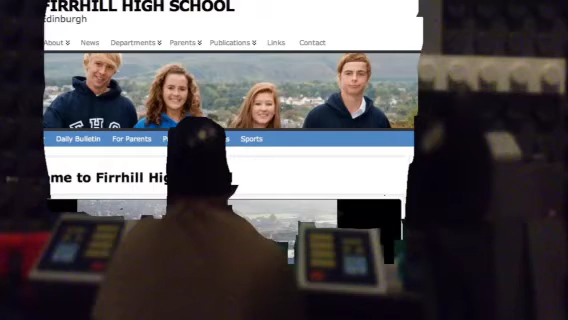 FIRRHILL HIGH SCHOOL
Edinburgh
About News Departments Parents Publications Links Contact
FHS
Daily Bulletin For Parents Sports
me to Firrhill Hig